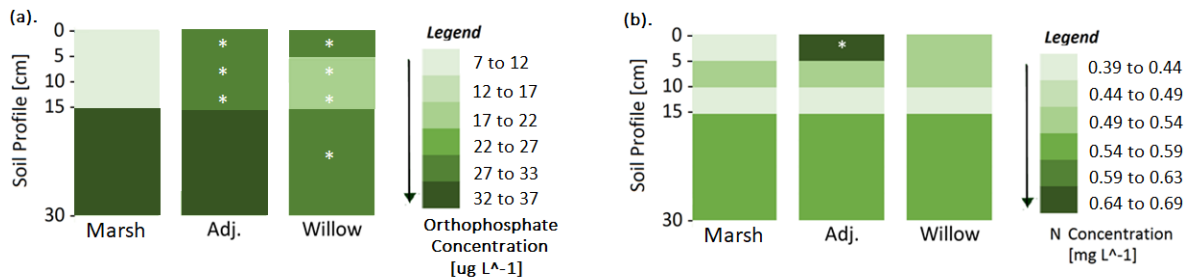 (a).
Soil Profile [cm]
0
5
10
15
30
*
*
*
*
*
*
*
Marsh
Adj.
Willow
Legend
7 to 12
12 to 17
17 to 22
22 to 27
27 to 33
32 to 37
Orthophosphate
Concentration
[ug L^-1]
(b).
Soil Profile [cm]
0
5
10
15
30
*
Marsh
Adj.
Willow
Legend
0.39 to 0.44
0.44 to 0.49
0.49 to 0.54
0.54 to 0.59
0.59 to 0.63
0.64 to 0.69
N Concentration
[mg L^-1]